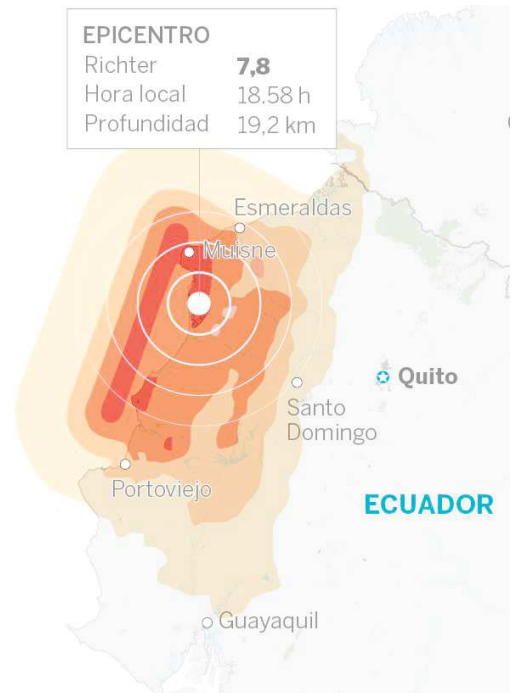 EPICENTRO
Richter 7,8
Hora local 18.58 h
Profundidad 19,2 km
Esmeraldas
Muisne
Quito
Santo
Domingo
Portoviejo
ECUADOR
Guayaquil